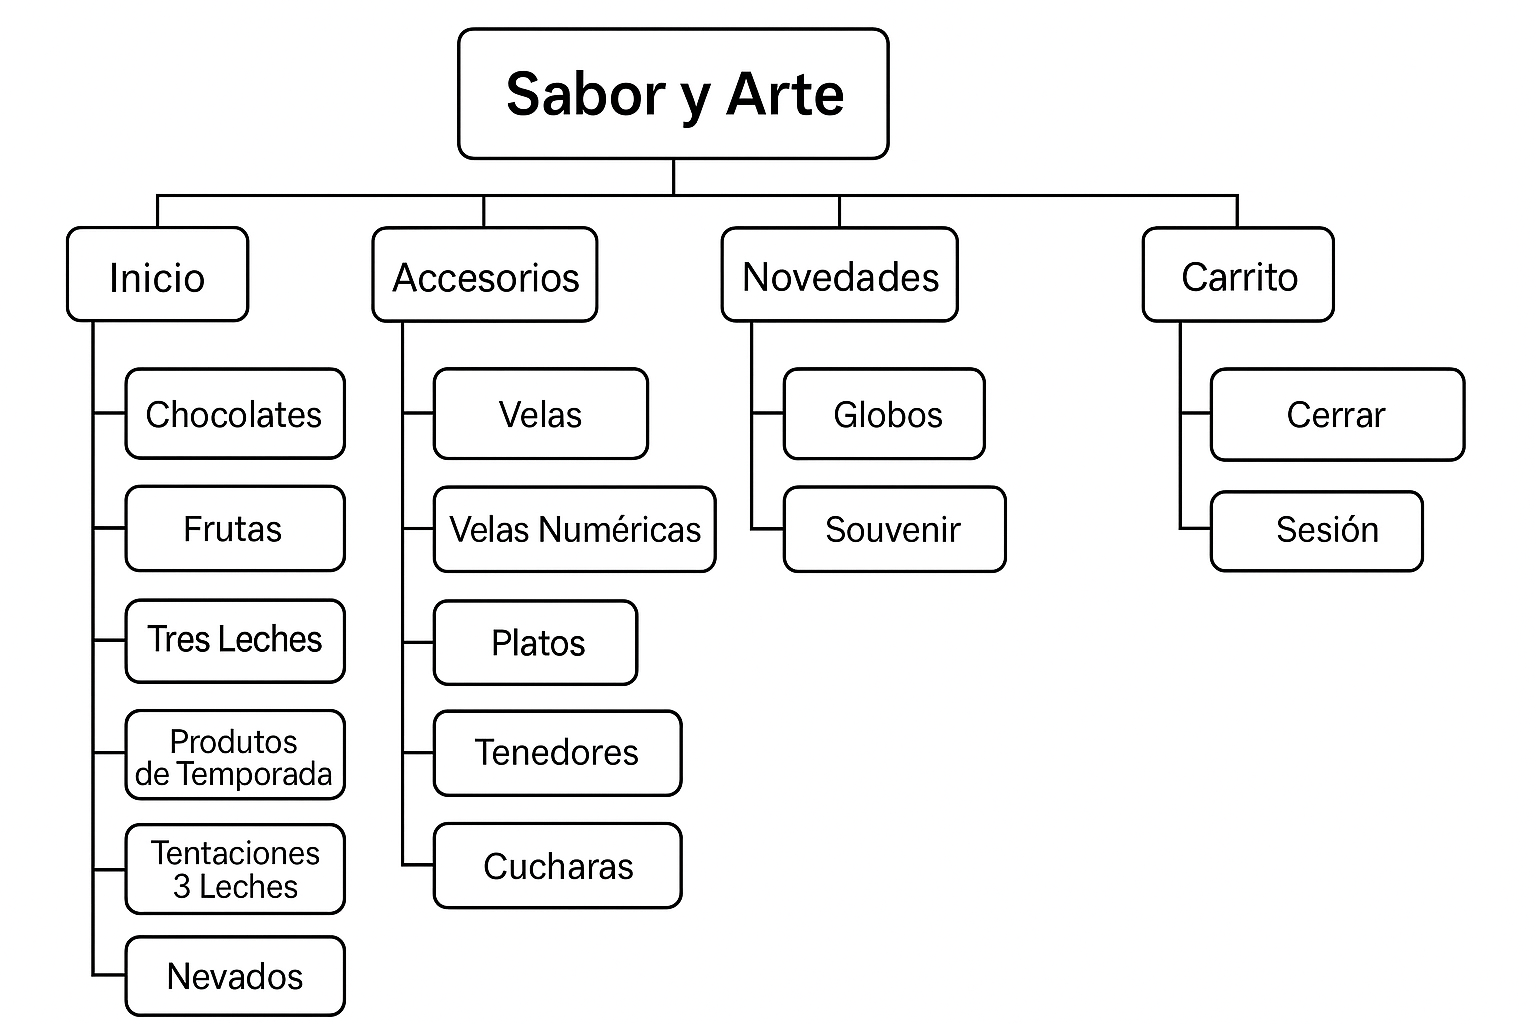 Sabor y Arte
Inicio
Accesorios
Novedades
Carrito
Chocolates
Frutas
Tres Leches
Produtos
de Temporada
Tentaciones
3 Leches
Nevados
Velas
Velas Numéricas
Platos
Tenedores
Cucharas
Globos
Souvenir
Cerrar
Sesión